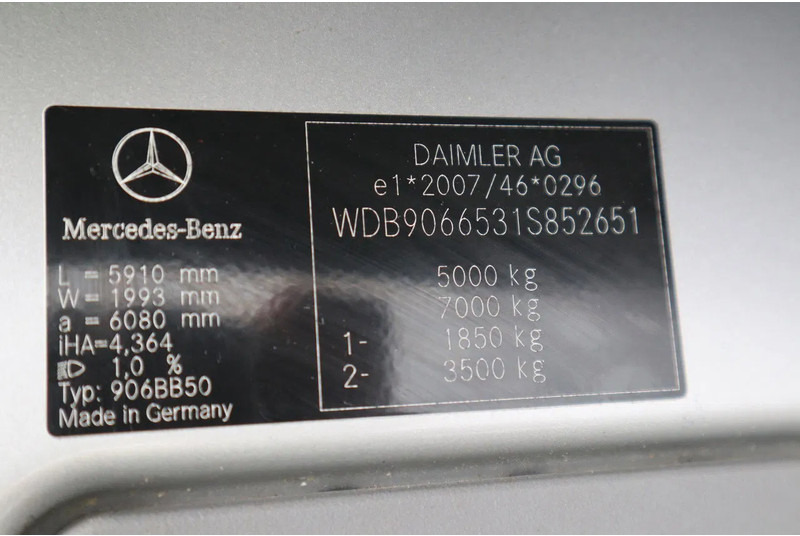 Mercedes-Benz
L = 5910 mm
W = 1993 mm
a = 6080 mm
iHA=4,364
1,0 %
Typ: 906BB50
Made in Germany
DAIMLER AG
e1*2007/46*0296
WDB9066531S852651
5000 kg
7000 kg
1- 1850 kg
2- 3500 kg